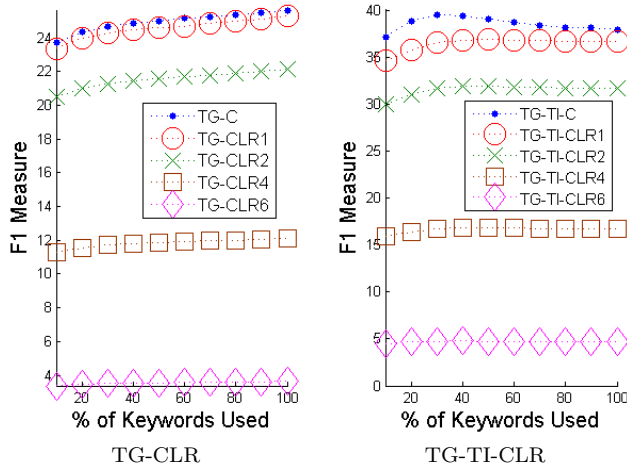 F1 Measure
24
22
20
18
16
14
12
10
8
6
4
20 40 60 80 100
% of Keywords Used
TG-C
TG-CLR1
TG-CLR2
TG-CLR4
TG-CLR6
TG-CLR
F1 Measure
40
35
30
25
20
15
10
5
0
20 40 60 80 100
% of Keywords Used
TG-TI-C
TG-TI-CLR1
TG-TI-CLR2
TG-TI-CLR4
TG-TI-CLR6
TG-TI-CLR